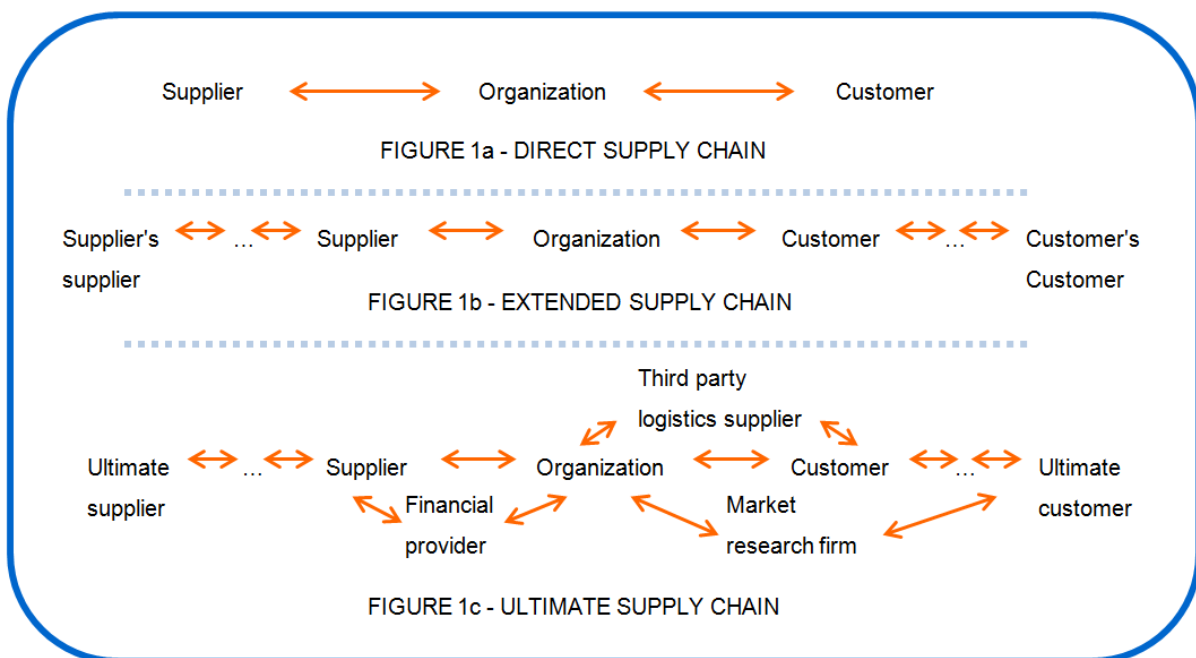 Supplier Organization Customer
FIGURE 1a - DIRECT SUPPLY CHAIN
Supplier's ... Supplier Organization Customer ... Customer's
supplier Customer
FIGURE 1b - EXTENDED SUPPLY CHAIN
Third party
logistics supplier
Ultimate ... Supplier Organization Customer ... Ultimate
supplier Financial Market customer
provider research firm
FIGURE 1c - ULTIMATE SUPPLY CHAIN